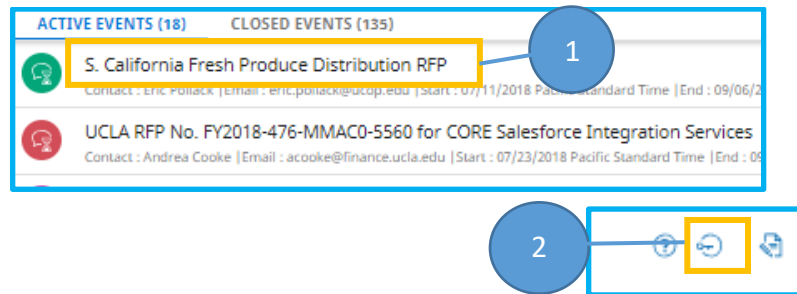 ACTIVE EVENTS (18) CLOSED EVENTS (135)
S. California Fresh Produce Distribution RFP
1
Contact : Eric Pollack |Email : eric.pollack@ucop.edu |Start : 07/11/2018 Pacific Standard Time |End : 09/06/2
UCLA RFP No. FY2018-476-MMAC0-5560 for CORE Salesforce Integration Services
Contact : Andrea Cooke |Email : acooke@finance.ucla.edu |Start : 07/23/2018 Pacific Standard Time |End : 09
2